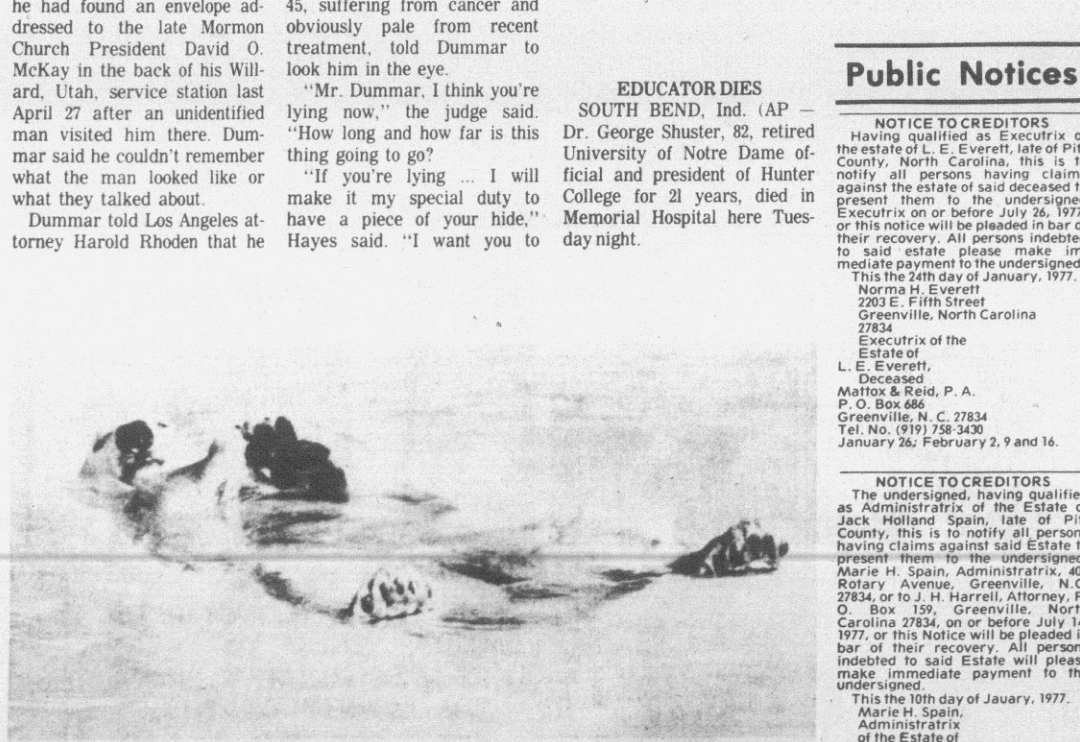 he had found an envelope ad-
dressed to the late Mormon
Church President David O.
McKay in the back of his Will-
ard, Utah, service station last
April 27 after an unidentified
man visited him there. Dum-
mar said he couldn't remember
what the man looked like or
what they talked about.
Dummar told Los Angeles at-
torney Harold Rhoden that he
45, suffering from cancer and
obviously pale from recent
treatment, told Dummar to
look him in the eye.
"Mr. Dummar, I think you're
lying now," the judge said.
"How long and how far is this
thing going to go?
"If you're lying ... I will
make it my special duty to
have a piece of your hide,"
Hayes said. "I want you to
EDUCATOR DIES
SOUTH BEND, Ind. (AP —
Dr. George Shuster, 82, retired
University of Notre Dame of-
ficial and president of Hunter
College for 21 years, died in
Memorial Hospital here Tues-
day night.
Public Notices
NOTICE TO CREDITORS
Having qualified as Executrix
the estate of L. E. Everett, late of
County, North Carolina, this is
notify all persons having
against the estate of said deceased
present them to the
Executrix on or before July 26, 1977
or this notice will be pleaded in bar
their recovery. All persons
to said estate please make im-
mediate payment to the undersigned
This the 24th day of January, 1977.
Norma H. Everett
2203 E. Fifth Street
Greenville, North Carolina
27834
Executrix of the
Estate of
L. E. Everett,
Deceased
Mattox & Reid, P. A.
P. O. Box 686
Greenville, N. C. 27834
Tel. No. (919) 758-3430
January 26; February 2, 9 and 16.
NOTICE TO CREDITORS
The undersigned, having
as Administratrix of the Estate
Jack Holland Spain, late of
County, this is to notify all
having claims against said Estate
present them to the
Marie H. Spain, Administratrix,
Rotary Avenue, Greenville,
27834, or to J. H. Harrell, Attorney,
O. Box 159, Greenville,
Carolina 27834, on or before July
1977, or this Notice will be pleaded
bar of their recovery. All
indebted to said Estate will
make immediate payment to
undersigned.
This the 10th day of Jauary, 1977.
Marie H. Spain,
Administratrix
of the Estate of